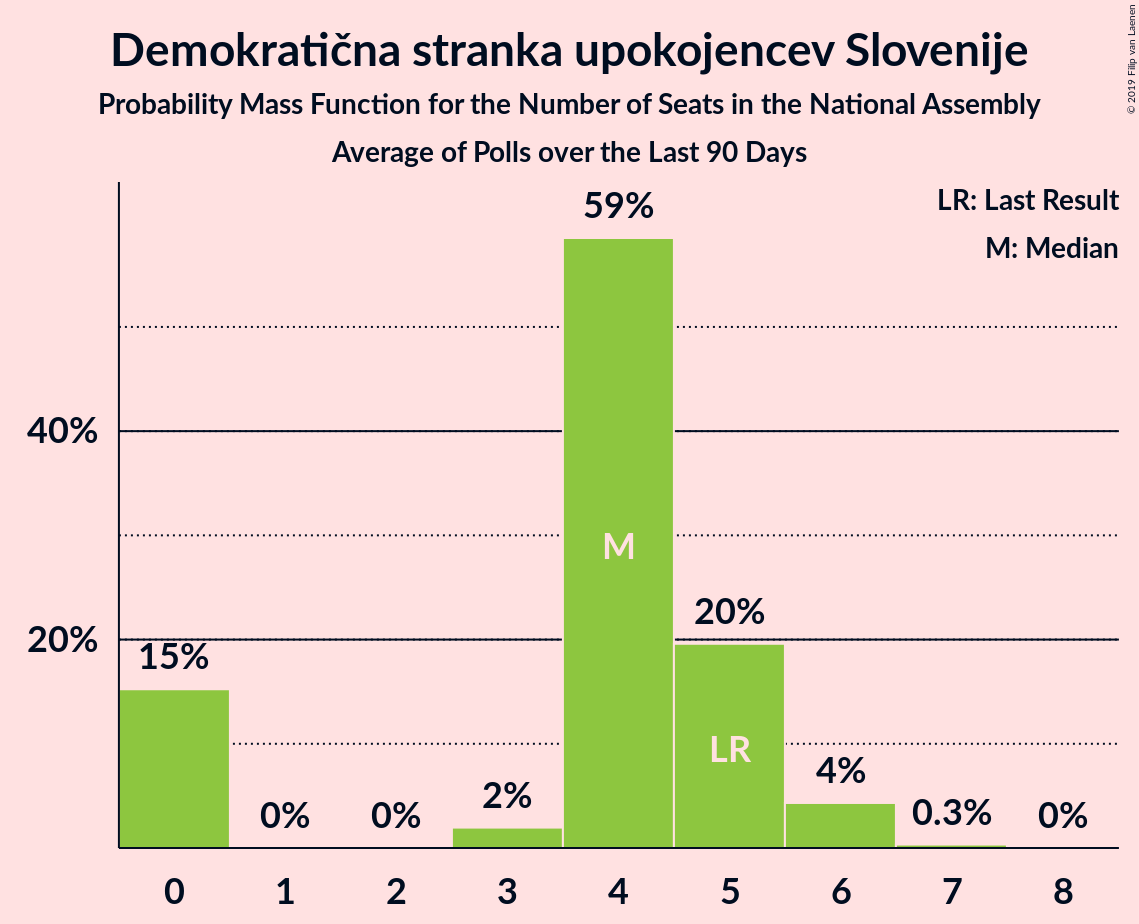 Demokratična stranka upokojencev Slovenije
Probability Mass Function for the Number of Seats in the National Assembly
Average of Polls over the Last 90 Days
© 2019 Filip van Laenen
LR: Last Result
M: Median
59%
40%
M
20%
20%
15%
LR
4%
2%
0%
0%
0.3%
0%
0 1 2 3 4 5 6 7 8